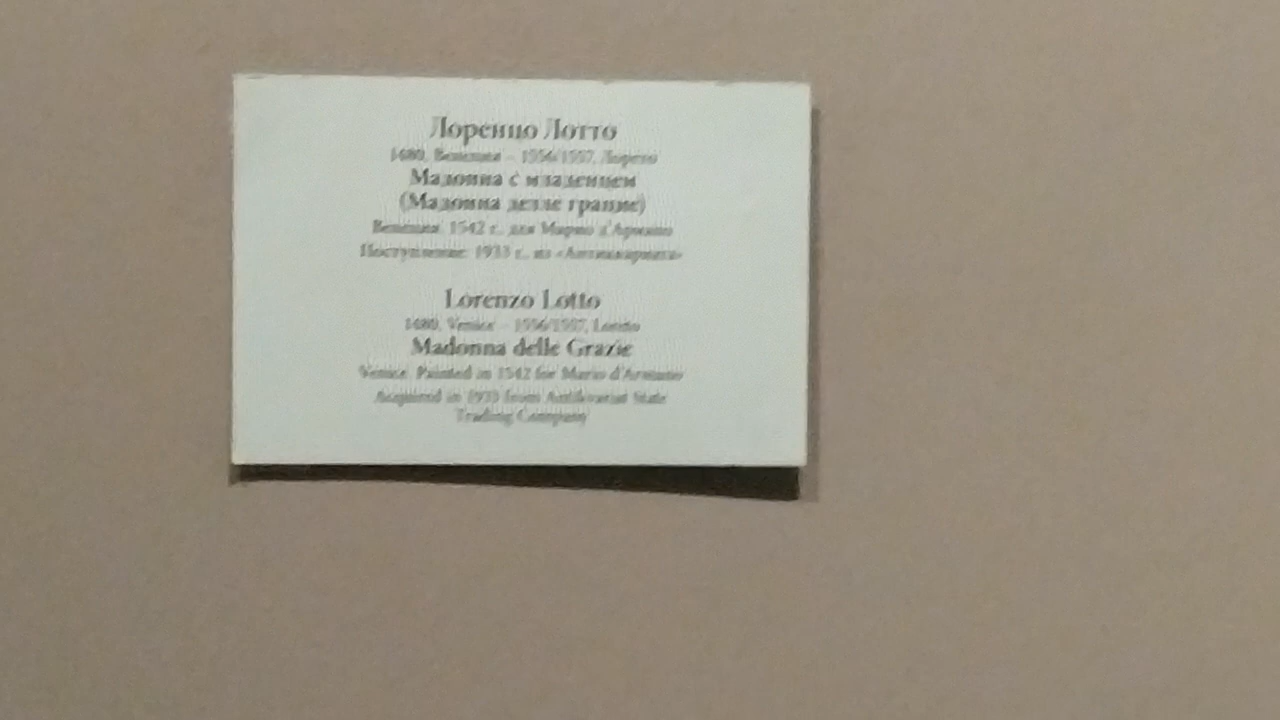 Лоренцо Лотто
1480, Венеция – 1556/1557, Лорето
Мадонна с младенцем
(Мадонна делле грацие)
Венеция. 1542 г., для Марио д'Армано
Поступление: 1933 г., из «Антиквариата»
Lorenzo Lotto
1480, Venice – 1556/1557, Loreto
Madonna delle Grazie
Venice. Painted in 1542 for Mario d'Armano
Acquired in 1933 from Antikvariat State
Trading Company